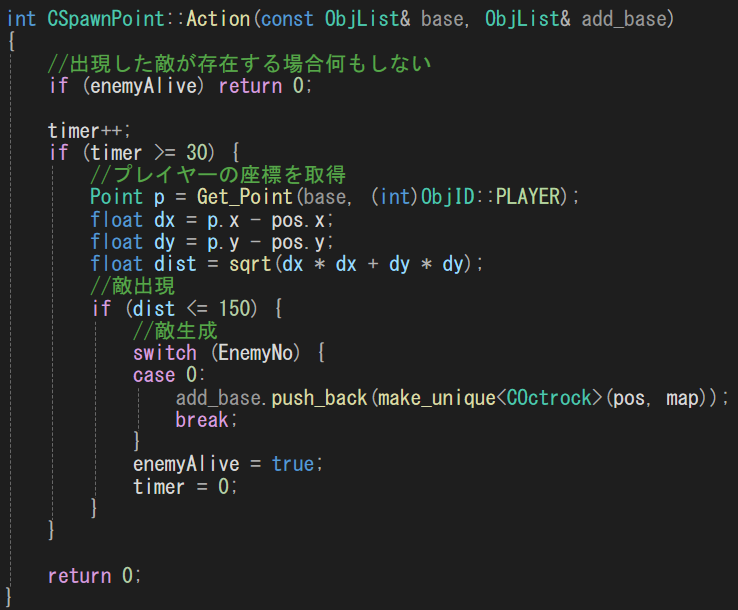 int CSpawnPoint::Action(const ObjList& base, ObjList& add_base)
{
    //出現した敵が存在する場合何もしない
    if (enemyAlive) return 0;

    timer++;
    if (timer >= 30) {
        //プレイヤーの座標を取得
        Point p = Get_Point(base, (int)ObjID::PLAYER);
        float dx = p.x - pos.x;
        float dy = p.y - pos.y;
        float dist = sqrt(dx * dx + dy * dy);
        //敵出現
        if (dist <= 150) {
            //敵生成
            switch (EnemyNo) {
            case 0:
                add_base.push_back(make_unique<COctrock>(pos, map));
                break;
            }
            enemyAlive = true;
            timer = 0;
        }
    }

    return 0;
}